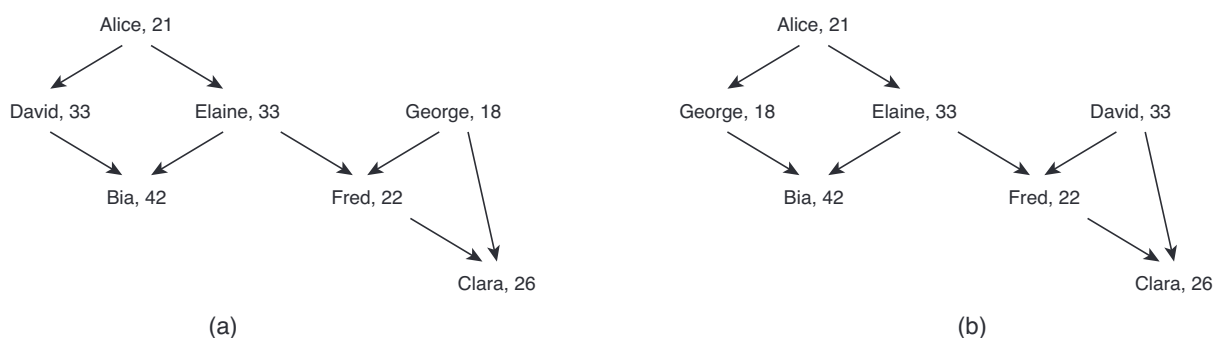 Alice, 21
David, 33 Elaine, 33 George, 18
Bia, 42 Fred, 22
Clara, 26
(a)
Alice, 21
George, 18 Elaine, 33 David, 33
Bia, 42 Fred, 22
Clara, 26
(b)